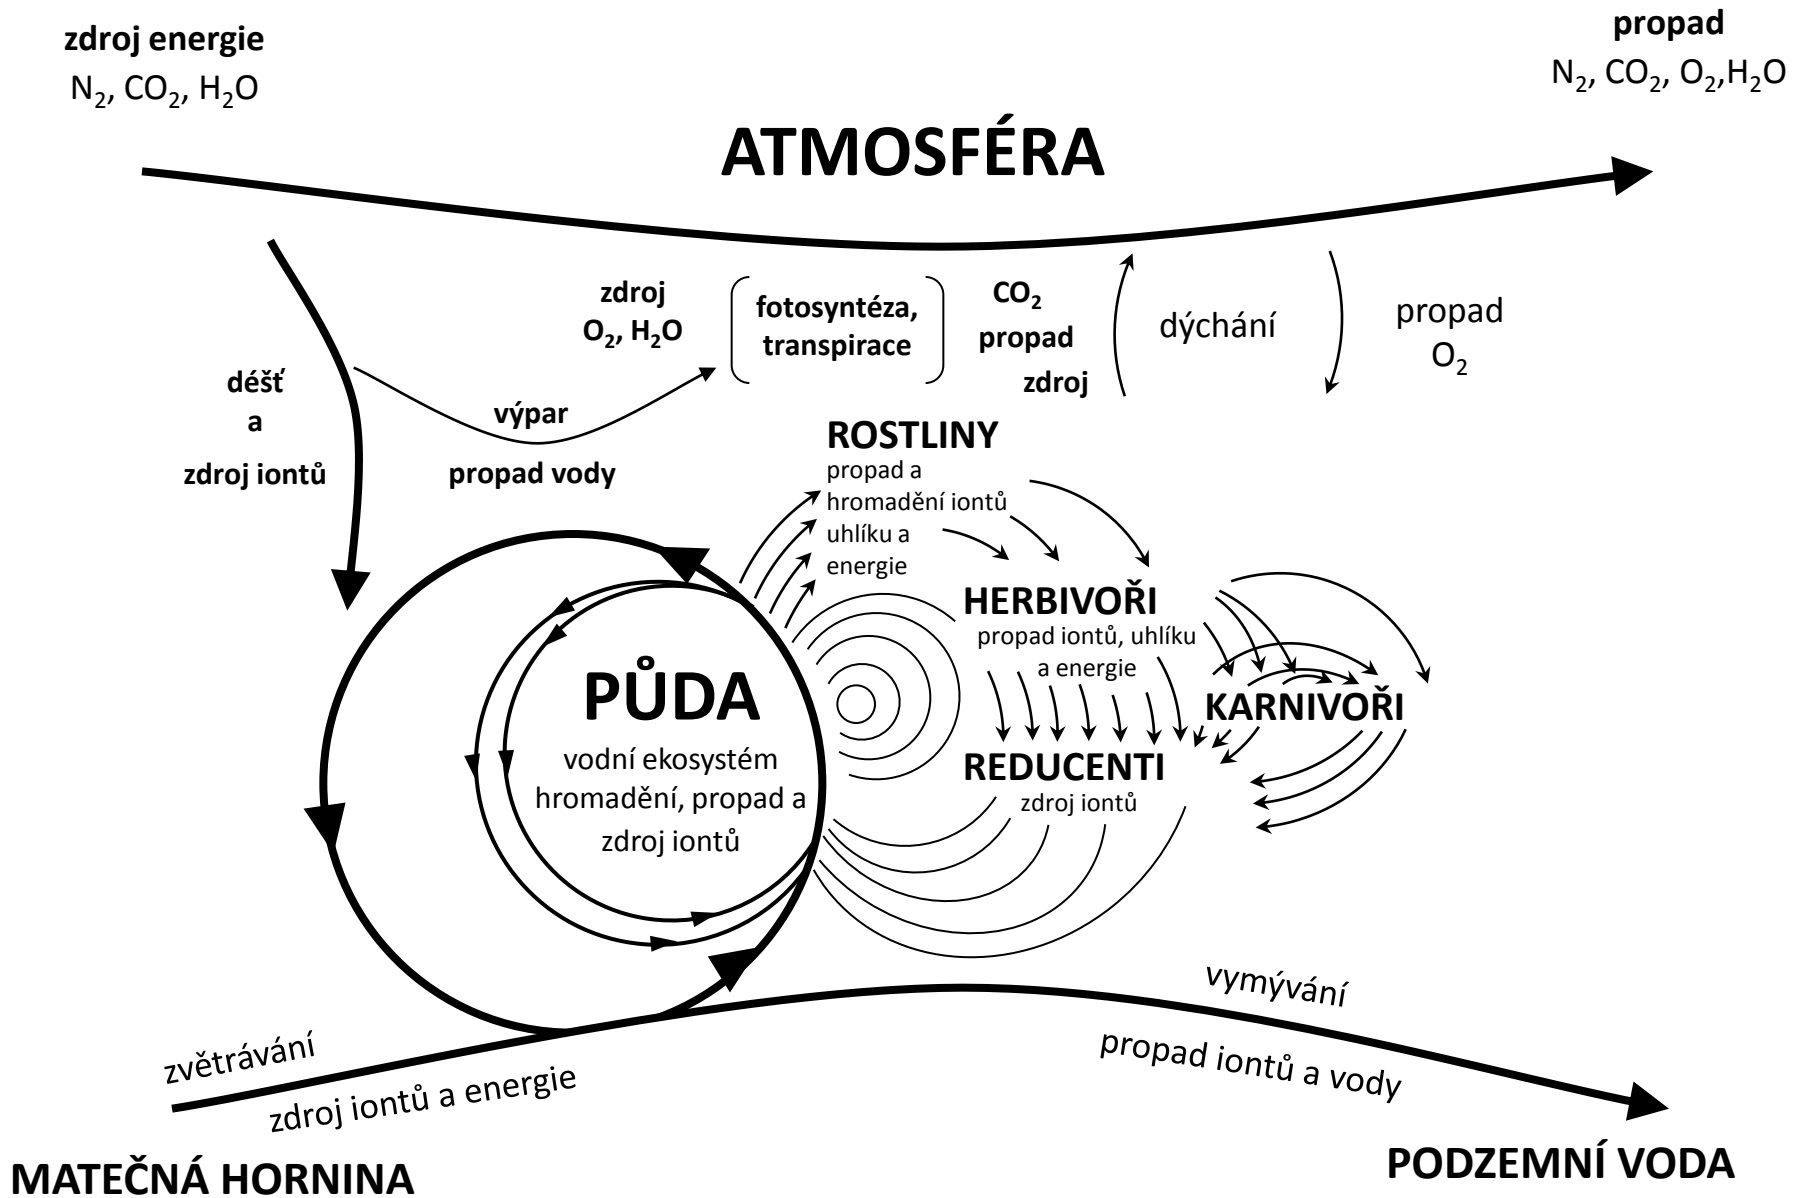 zdroj energie
N₂, CO₂, H₂O
propad
N₂, CO₂, O₂,H₂O
ATMOSFÉRA
zdroj
O₂, H₂O
fotosyntéza,
transpirace
CO₂
propad
zdroj
dýchání
propad
O₂
déšť
a
zdroj iontů
výpar
propad vody
ROSTLINY
propad a
hromadění iontů
uhlíku a
energie
HERBIVOŘI
propad iontů, uhlíku
a energie
KARNIVOŘI
REDUCENTI
zdroj iontů
PŮDA
vodní ekosystém
hromadění, propad a
zdroj iontů
zvětrávání
zdroj iontů a energie
MATEČNÁ HORNINA
vymývání
propad iontů a vody
PODZEMNÍ VODA